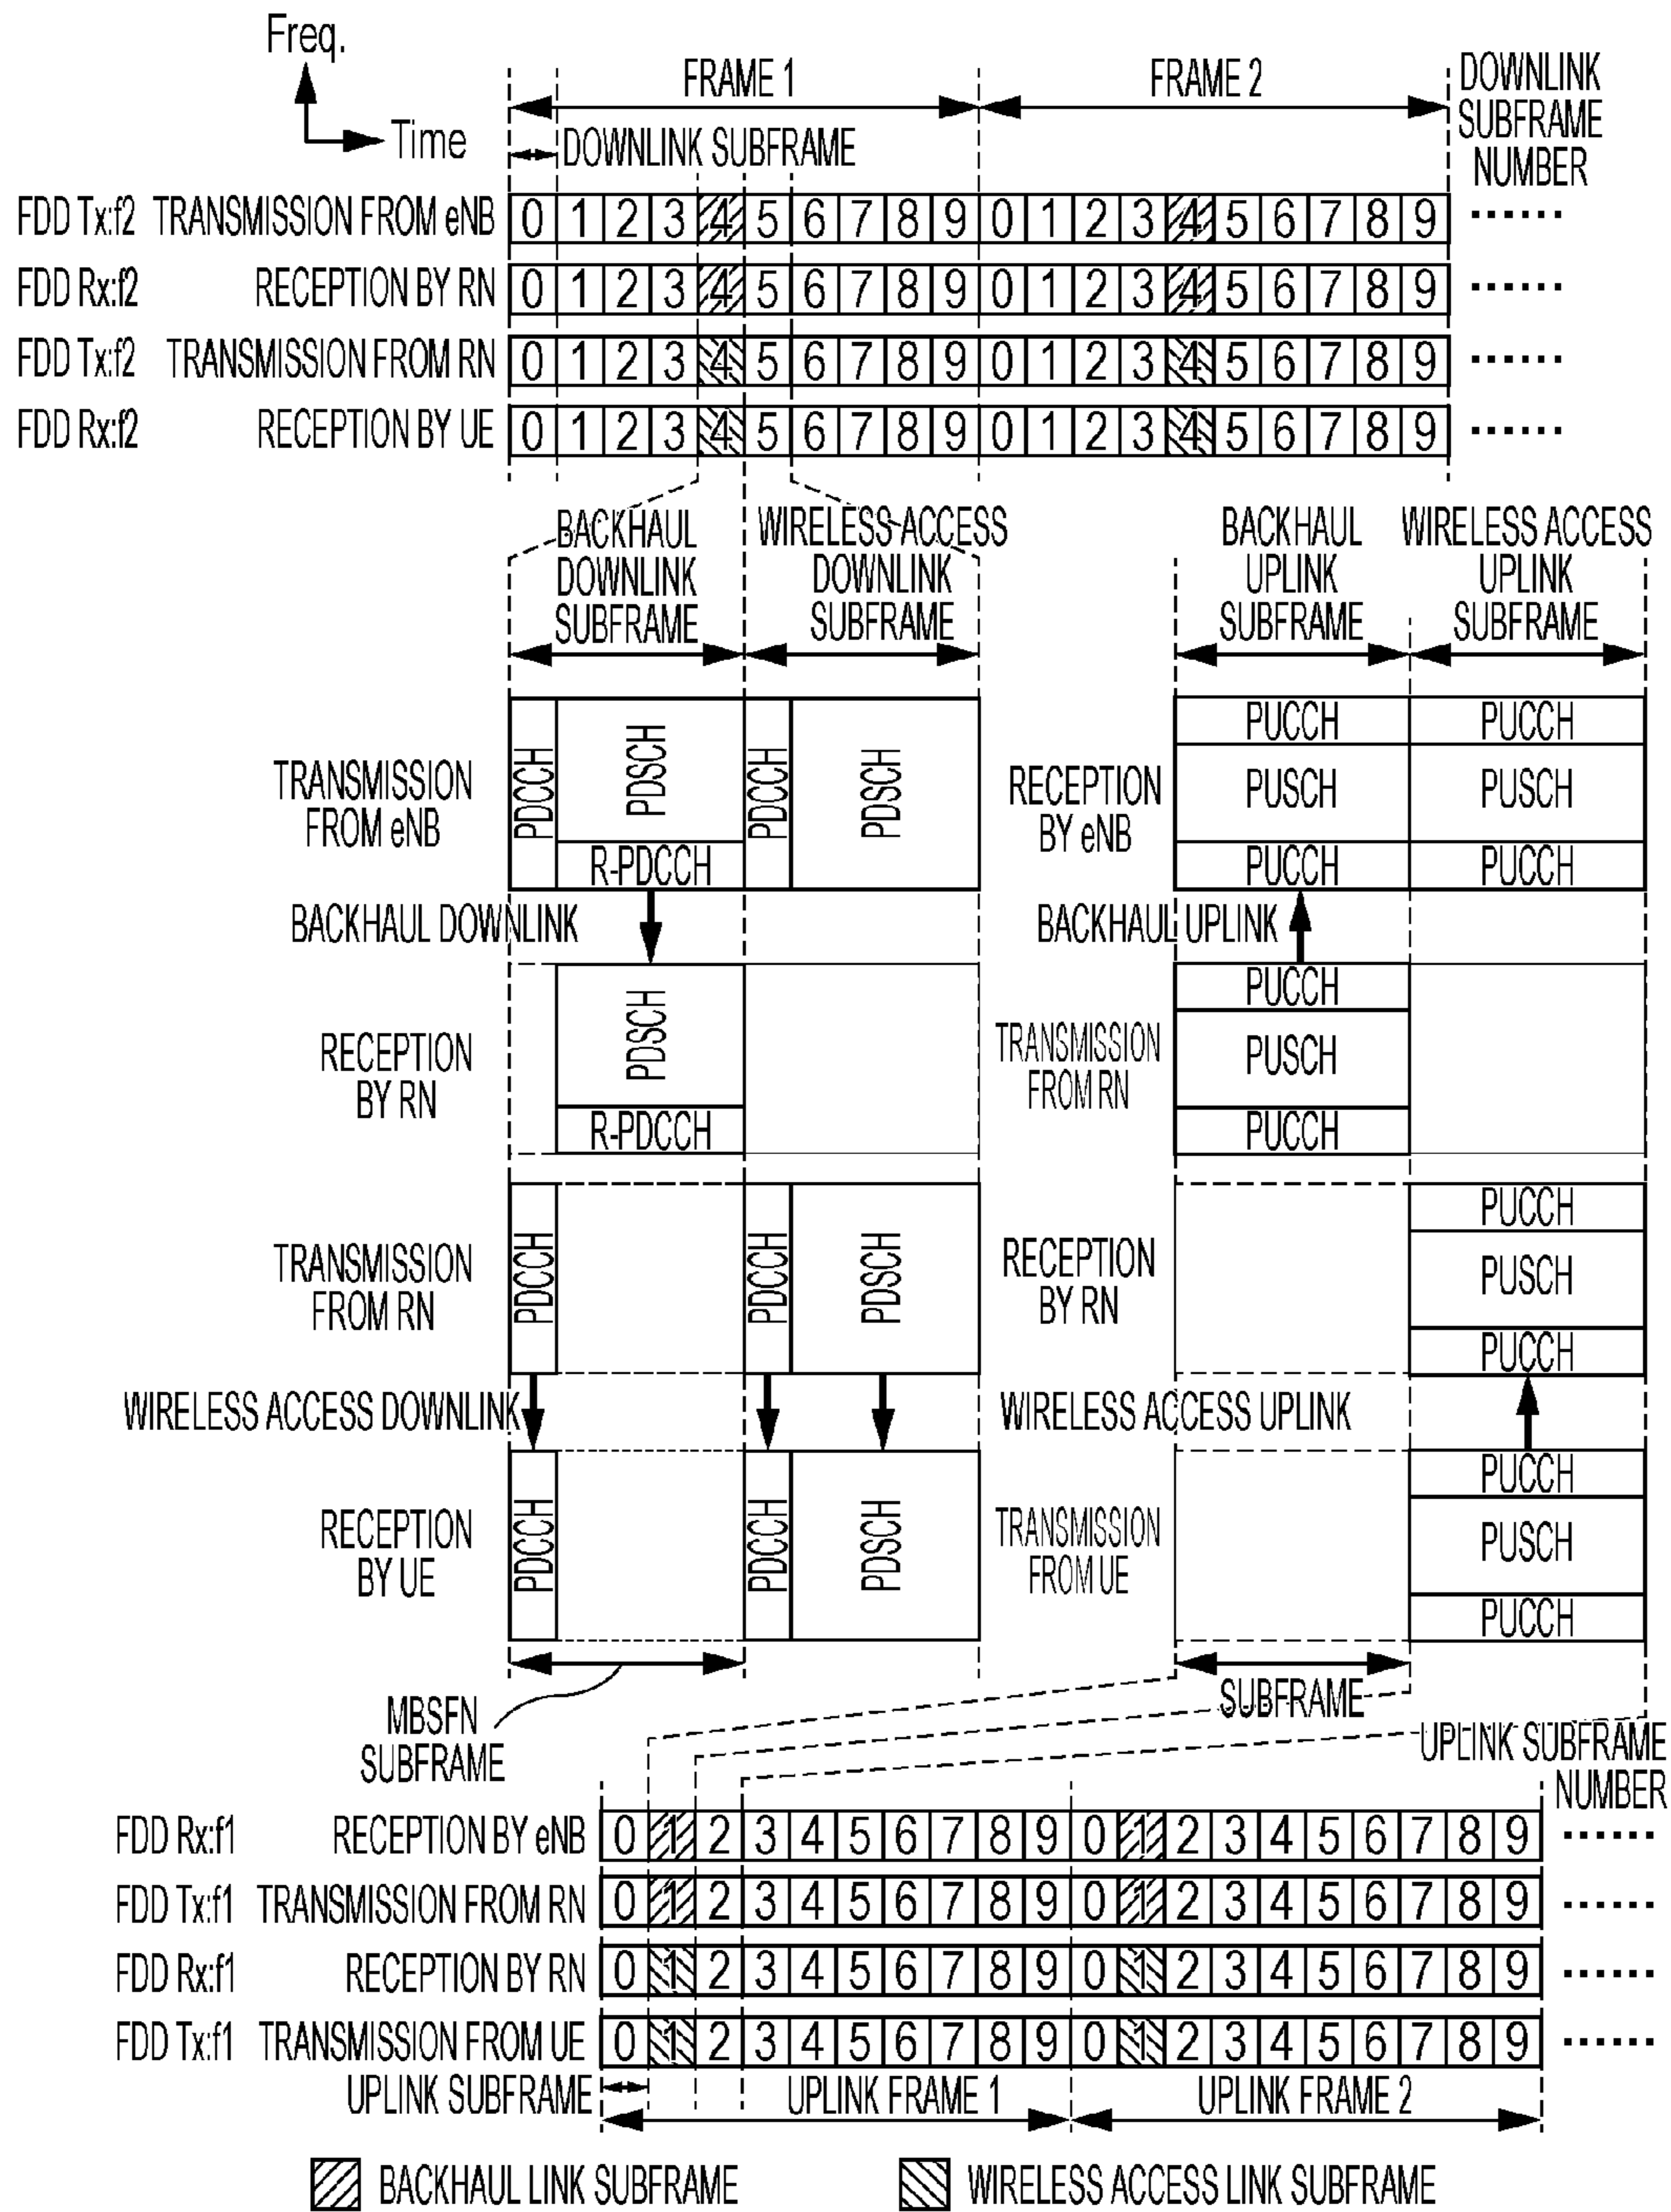 Freq.
Time
FRAME 1
FRAME 2
DOWNLINK
SUBFRAME
NUMBER
DOWNLINK SUBFRAME
FDD Tx:f2 TRANSMISSION FROM eNB 0 1 2 3 4 5 6 7 8 9 0 1 2 3 4 5 6 7 8 9 ······
FDD Rx:f2 RECEPTION BY RN 0 1 2 3 4 5 6 7 8 9 0 1 2 3 4 5 6 7 8 9 ······
FDD Tx:f2 TRANSMISSION FROM RN 0 1 2 3 4 5 6 7 8 9 0 1 2 3 4 5 6 7 8 9 ······
FDD Rx:f2 RECEPTION BY UE 0 1 2 3 4 5 6 7 8 9 0 1 2 3 4 5 6 7 8 9 ······
BACKHAUL
DOWNLINK
SUBFRAME
WIRELESS ACCESS
DOWNLINK
SUBFRAME
BACKHAUL
UPLINK
SUBFRAME
WIRELESS ACCESS
UPLINK
SUBFRAME
TRANSMISSION
FROM eNB
PDCCH
PDSCH
R-PDCCH
PDCCH
PDSCH
RECEPTION
BY eNB
PUCCH
PUSCH
PUCCH
PUCCH
PUSCH
PUCCH
BACKHAUL DOWNLINK
BACKHAUL UPLINK
RECEPTION
BY RN
PDSCH
R-PDCCH
TRANSMISSION
FROM RN
PUCCH
PUSCH
PUCCH
TRANSMISSION
FROM RN
PDCCH
PDCCH
PDSCH
RECEPTION
BY RN
PUCCH
PUSCH
PUCCH
WIRELESS ACCESS DOWNLINK
WIRELESS ACCESS UPLINK
RECEPTION
BY UE
PDCCH
PDCCH
PDSCH
TRANSMISSION
FROM UE
PUCCH
PUSCH
PUCCH
MBSFN
SUBFRAME
SUBFRAME
UPLINK SUBFRAME
NUMBER
FDD Rx:f1 RECEPTION BY eNB 0 1 2 3 4 5 6 7 8 9 0 1 2 3 4 5 6 7 8 9 ······
FDD Tx:f1 TRANSMISSION FROM RN 0 1 2 3 4 5 6 7 8 9 0 1 2 3 4 5 6 7 8 9 ······
FDD Rx:f1 RECEPTION BY RN 0 1 2 3 4 5 6 7 8 9 0 1 2 3 4 5 6 7 8 9 ······
FDD Tx:f1 TRANSMISSION FROM UE 0 1 2 3 4 5 6 7 8 9 0 1 2 3 4 5 6 7 8 9 ······
UPLINK SUBFRAME
UPLINK FRAME 1
UPLINK FRAME 2
BACKHAUL LINK SUBFRAME
WIRELESS ACCESS LINK SUBFRAME